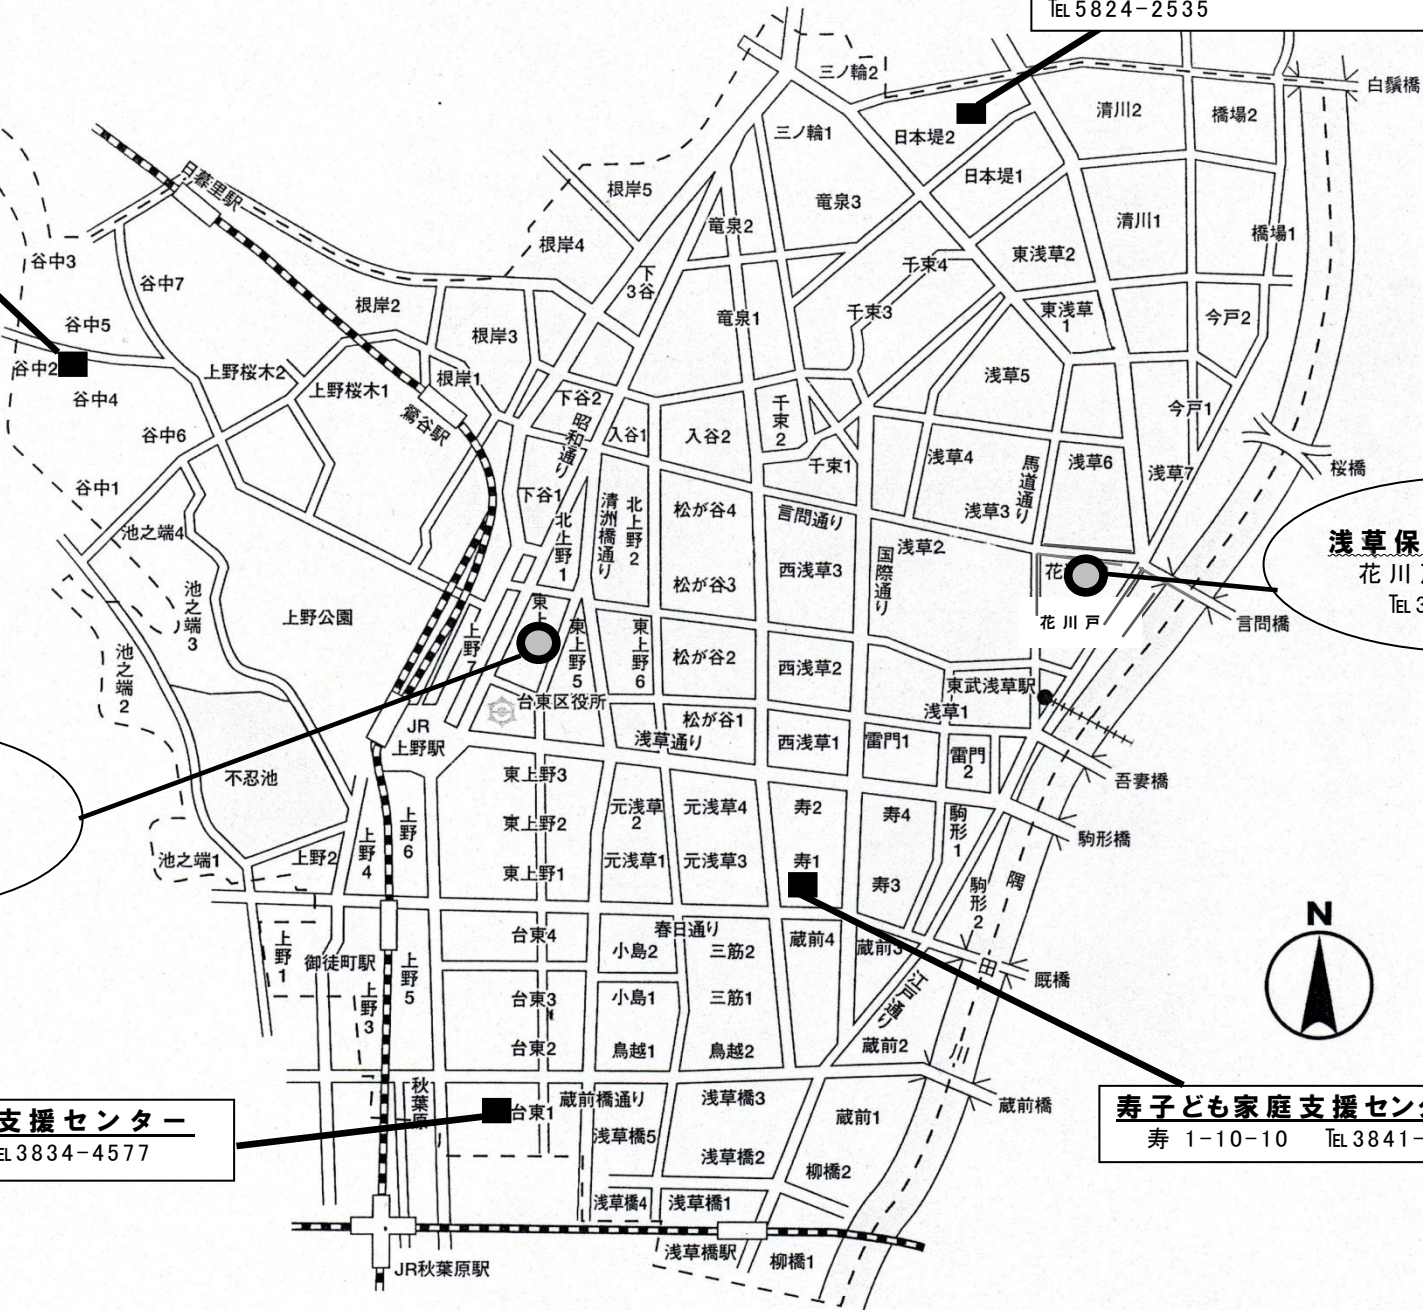 ℡5824-2535
三ノ輪2
白鬚橋
清川2
橋場2
三ノ輪1
日本堤2
日本堤1
日暮里駅
根岸5
竜泉3
清川1
竜泉2
橋場1
根岸4
谷中3
千束4
東浅草2
谷中7
下谷3
根岸2
千束3
東浅草1
今戸2
竜泉1
谷中5
根岸3
谷中2
上野桜木2
根岸1
浅草5
上野桜木1
谷中4
下谷2
今戸1
千束2
鶯谷駅
昭和通り
入谷1
入谷2
谷中6
浅草4
馬道通り
浅草6
千束1
桜橋
浅草7
谷中1
下谷1
北上野1
清洲橋通り
北上野2
松が谷4
言問通り
浅草3
池之端4
浅草2
浅草保
国際通り
西浅草3
花
花川
松が谷3
℡3
池之端3
上野公園
東上
花川戸
言問橋
上野7
東上野5
東上野6
松が谷2
西浅草2
池之端2
東武浅草駅
台東区役所
浅草1
松が谷1
JR
上野駅
浅草通り
西浅草1
雷門1
雷門2
不忍池
東上野3
吾妻橋
元浅草2
元浅草4
寿2
寿4
上野6
東上野2
駒形1
駒形橋
上野4
池之端1
上野2
元浅草1
元浅草3
寿1
東上野1
寿3
駒形2
隅田川
N
春日通り
台東4
小島2
三筋2
蔵前4
蔵前3
上野1
御徒町駅
上野5
厩橋
江戸通り
上野3
台東3
小島1
三筋1
台東2
鳥越1
鳥越2
蔵前2
秋葉原
蔵前橋通り
浅草橋3
蔵前橋
台東1
蔵前1
支援センター
℡3834-4577
寿子ども家庭支援セン
寿 1-10-10 ℡3841-
浅草橋5
浅草橋2
柳橋2
浅草橋4
浅草橋1
浅草橋駅
柳橋1
JR秋葉原駅